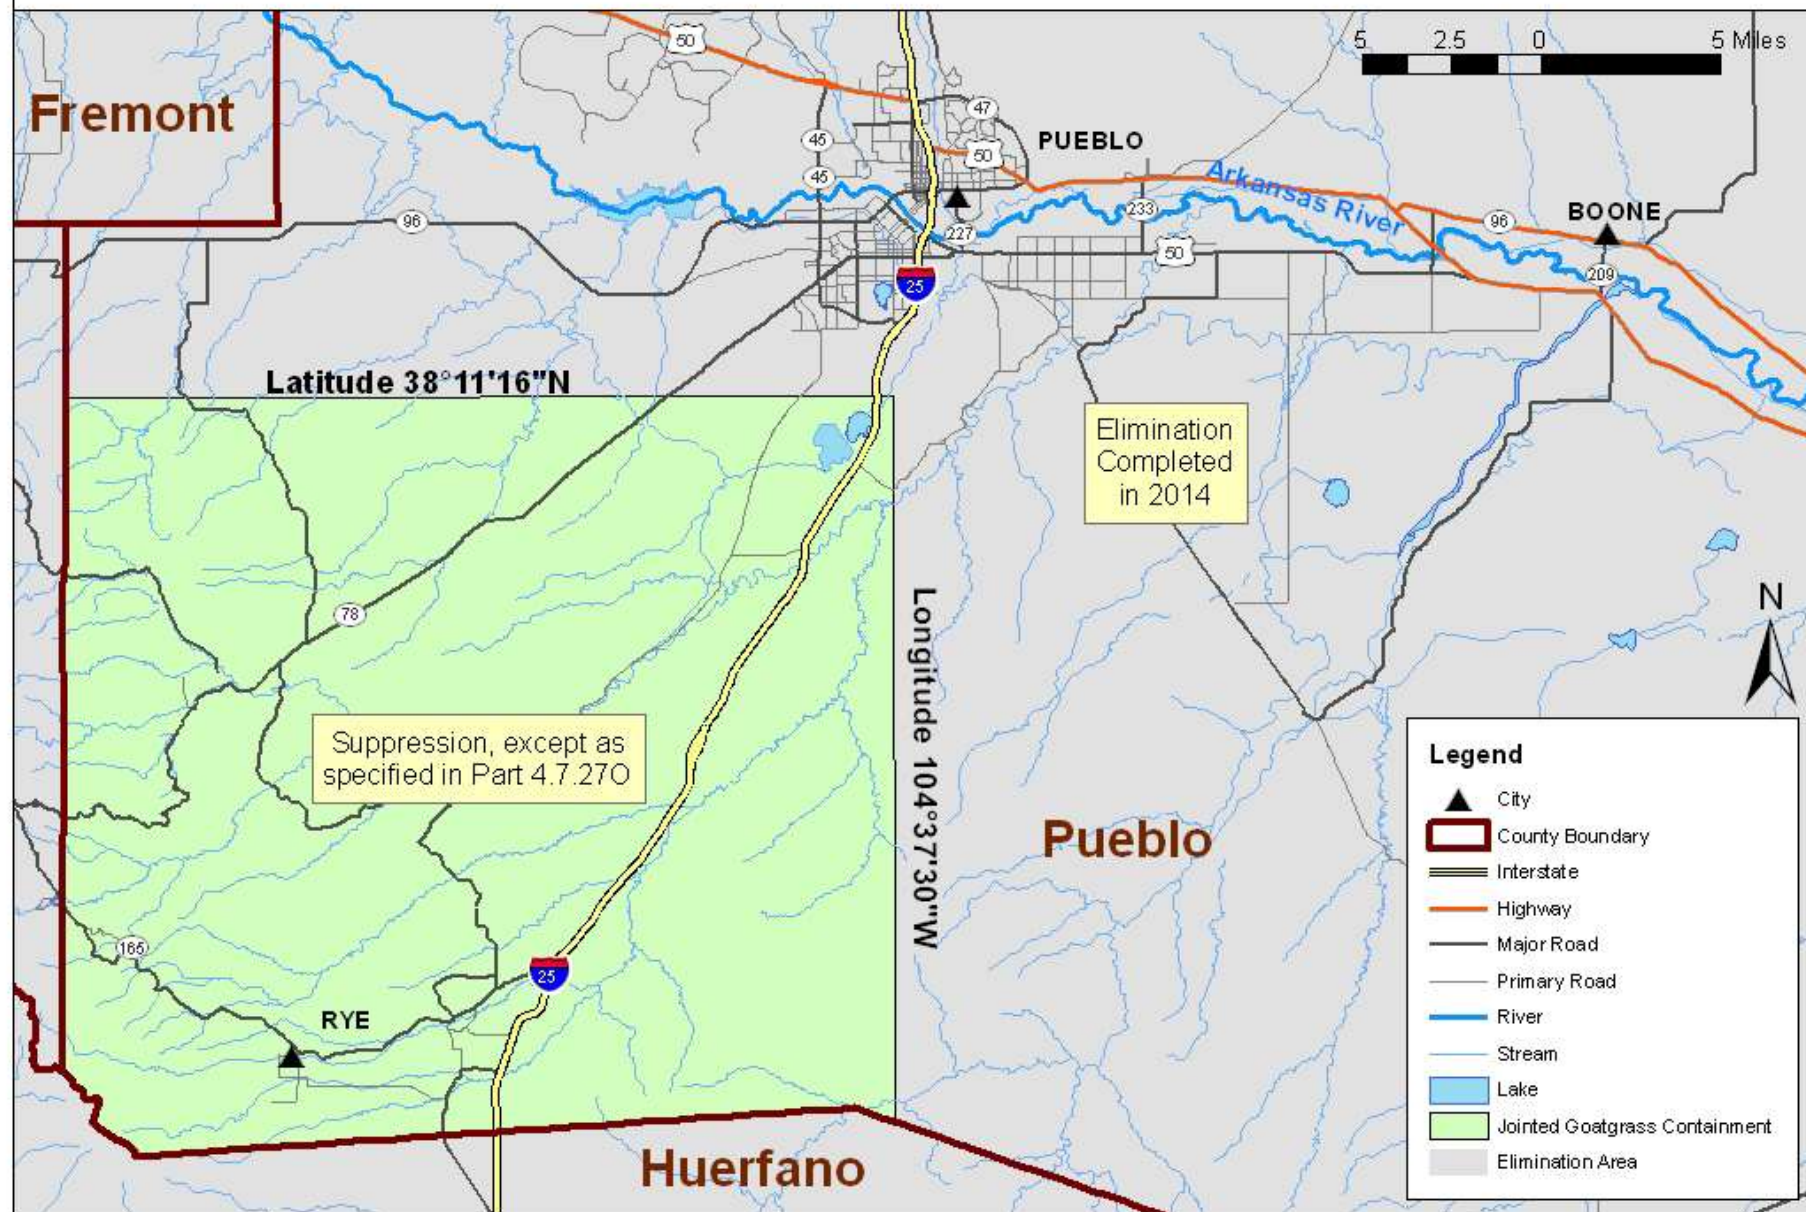 50
5 2.5 0 5 Miles
Fremont
47
45
PUEBLO
50
45
Arkansas River
96
233
96
BOONE
227
50
209
25
Latitude 38°11'16"N
Elimination
Completed
in 2014
Longitude 104°37'30"W
N
78
Suppression, except as
specified in Part 4.7.27O
Pueblo
165
25
RYE
Huerfano
Legend
City
County Boundary
Interstate
Highway
Major Road
Primary Road
River
Stream
Lake
Jointed Goatgrass Containment
Elimination Area